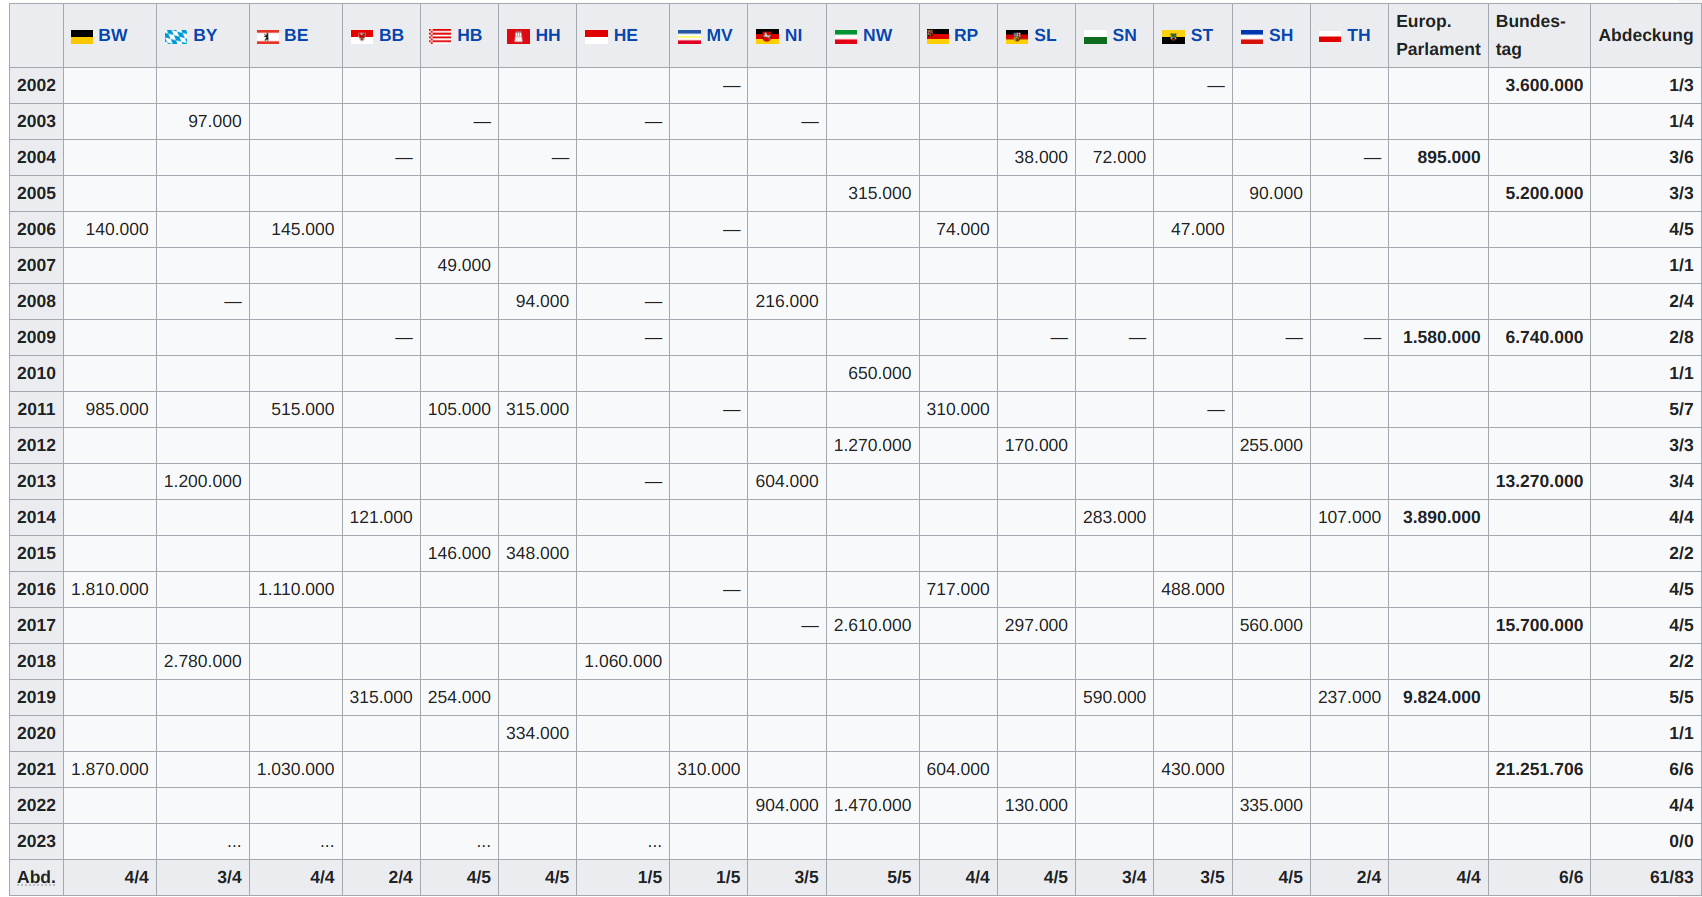 BW BY BE BB HB HH HE MV NI NW RP SL SN ST SH TH Europ. Parlament Bundes-tag Abdeckung
2002 — — 3.600.000 1/3
2003 97.000 — — — 1/4
2004 — — 38.000 72.000 — 895.000 3/6
2005 315.000 90.000 5.200.000 3/3
2006 140.000 145.000 — 74.000 47.000 4/5
2007 49.000 1/1
2008 — 94.000 — 216.000 2/4
2009 — — — — — — 1.580.000 6.740.000 2/8
2010 650.000 1/1
2011 985.000 515.000 105.000 315.000 — 310.000 — 5/7
2012 1.270.000 170.000 255.000 3/3
2013 1.200.000 — 604.000 13.270.000 3/4
2014 121.000 283.000 107.000 3.890.000 4/4
2015 146.000 348.000 2/2
2016 1.810.000 1.110.000 — 717.000 488.000 4/5
2017 — 2.610.000 297.000 560.000 15.700.000 4/5
2018 2.780.000 1.060.000 2/2
2019 315.000 254.000 590.000 237.000 9.824.000 5/5
2020 334.000 1/1
2021 1.870.000 1.030.000 310.000 604.000 430.000 21.251.706 6/6
2022 904.000 1.470.000 130.000 335.000 4/4
2023 ... ... ... ... 0/0
Abd. 4/4 3/4 4/4 2/4 4/5 4/5 1/5 1/5 3/5 5/5 4/4 4/5 3/4 3/5 4/5 2/4 4/4 6/6 61/83